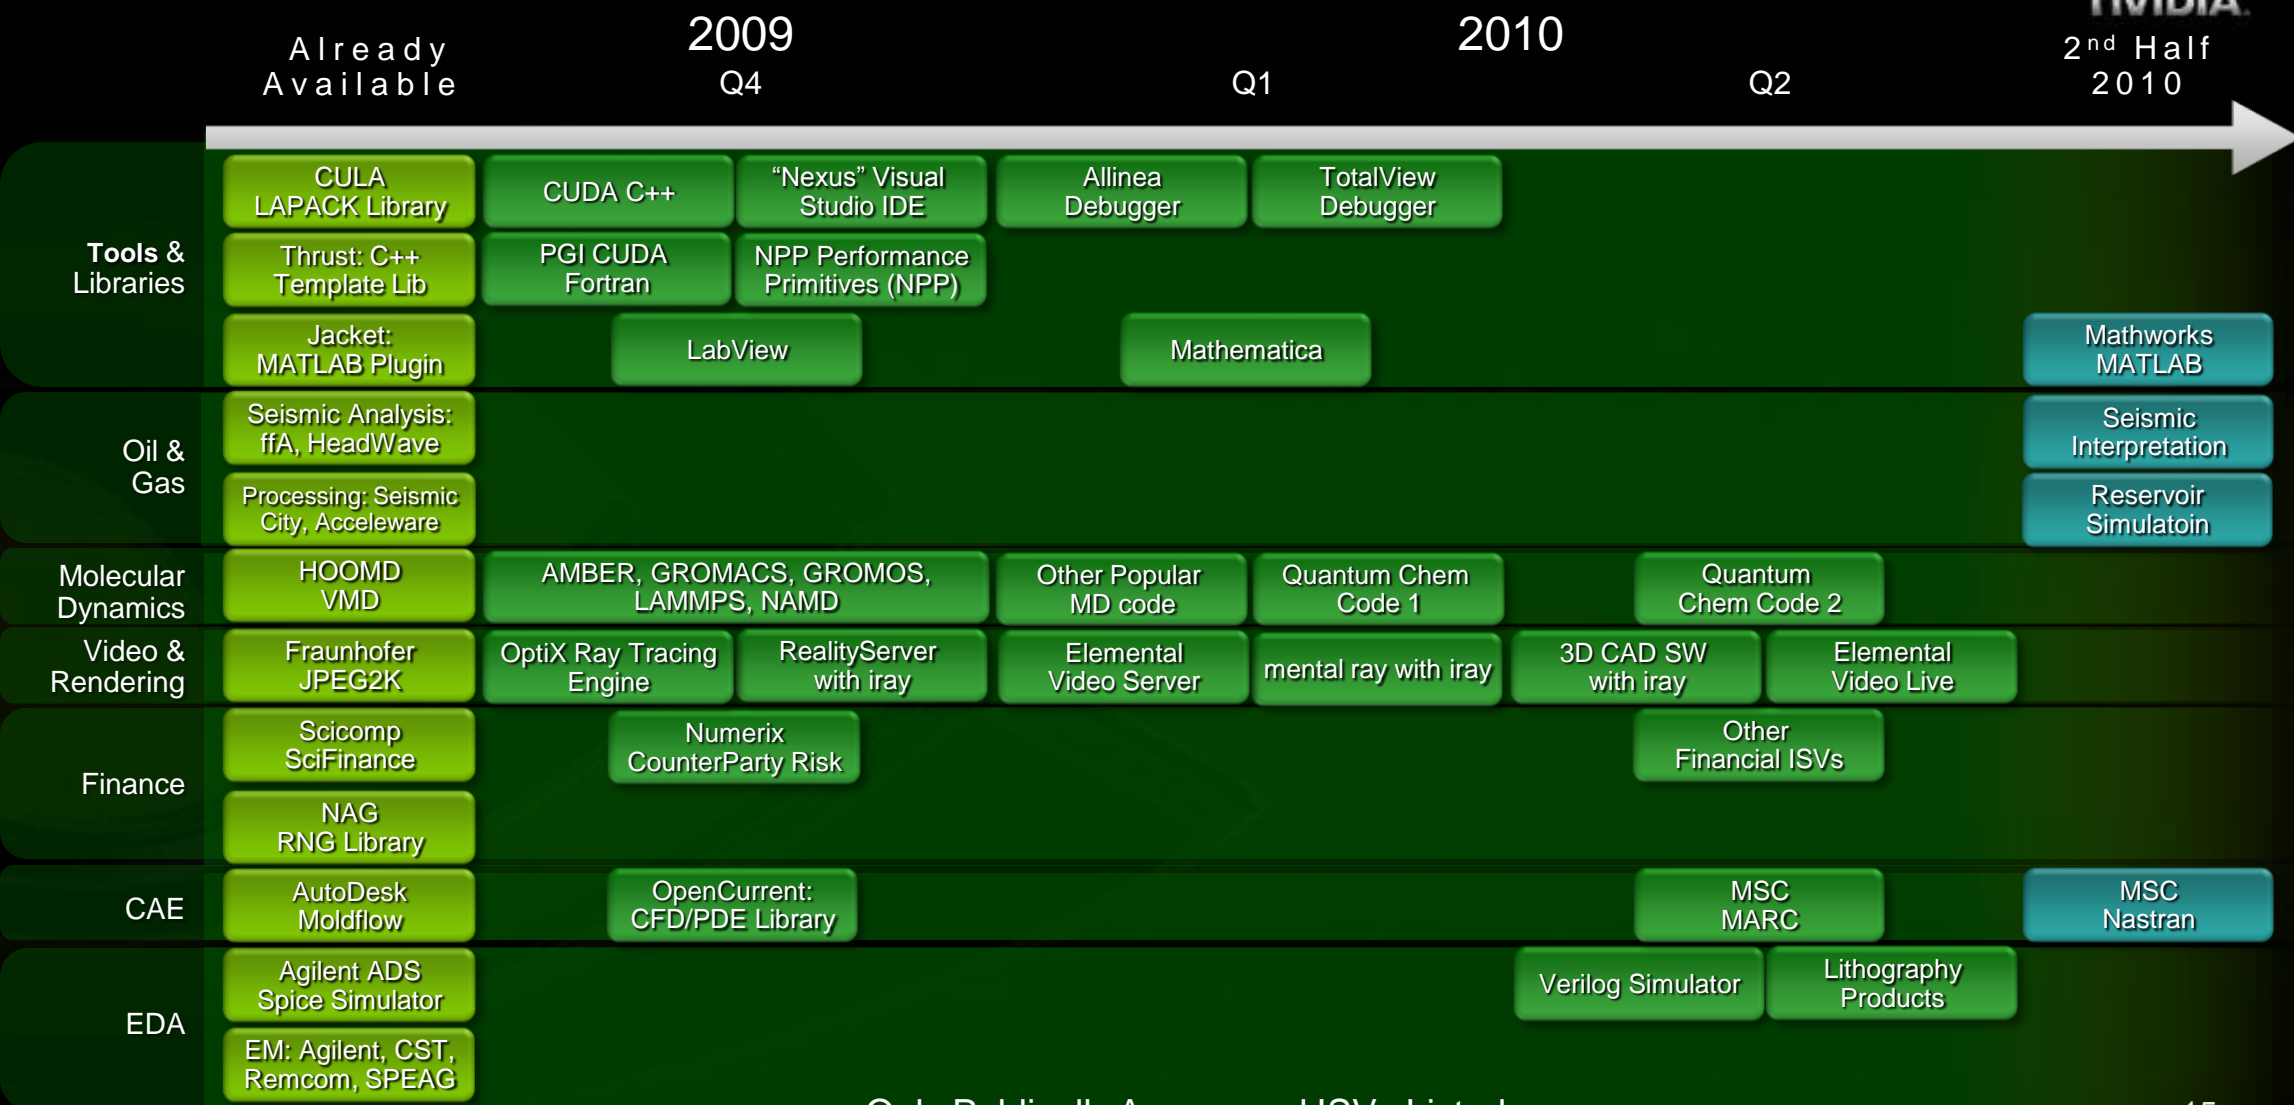 NVIDIA.
Already
Available
2009
Q4
2010
Q1
Q2
2nd Half
2010
Tools &
Libraries
CULA
LAPACK Library
CUDA C++
“Nexus” Visual
Studio IDE
Allinea
Debugger
TotalView
Debugger
Thrust: C++
Template Lib
PGI CUDA
Fortran
NPP Performance
Primitives (NPP)
Jacket:
MATLAB Plugin
LabView
Mathematica
Mathworks
MATLAB
Oil &
Gas
Seismic Analysis:
ffA, HeadWave
Seismic
Interpretation
Processing: Seismic
City, Acceleware
Reservoir
Simulatoin
Molecular
Dynamics
HOOMD
VMD
AMBER, GROMACS, GROMOS,
LAMMPS, NAMD
Other Popular
MD code
Quantum Chem
Code 1
Quantum
Chem Code 2
Video &
Rendering
Fraunhofer
JPEG2K
OptiX Ray Tracing
Engine
RealityServer
with iray
Elemental
Video Server
mental ray with iray
3D CAD SW
with iray
Elemental
Video Live
Finance
Scicomp
SciFinance
Numerix
CounterParty Risk
Other
Financial ISVs
NAG
RNG Library
CAE
AutoDesk
Moldflow
OpenCurrent:
CFD/PDE Library
MSC
MARC
MSC
Nastran
EDA
Agilent ADS
Spice Simulator
Verilog Simulator
Lithography
Products
EM: Agilent, CST,
Remcom, SPEAG